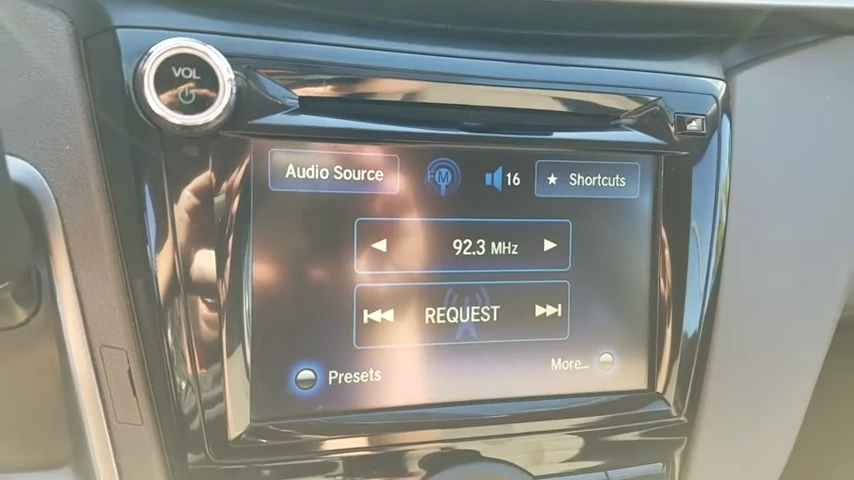 VOL
Audio Source
FM
16
★ Shortcuts
92.3 MHz
REQUEST
Presets
More...